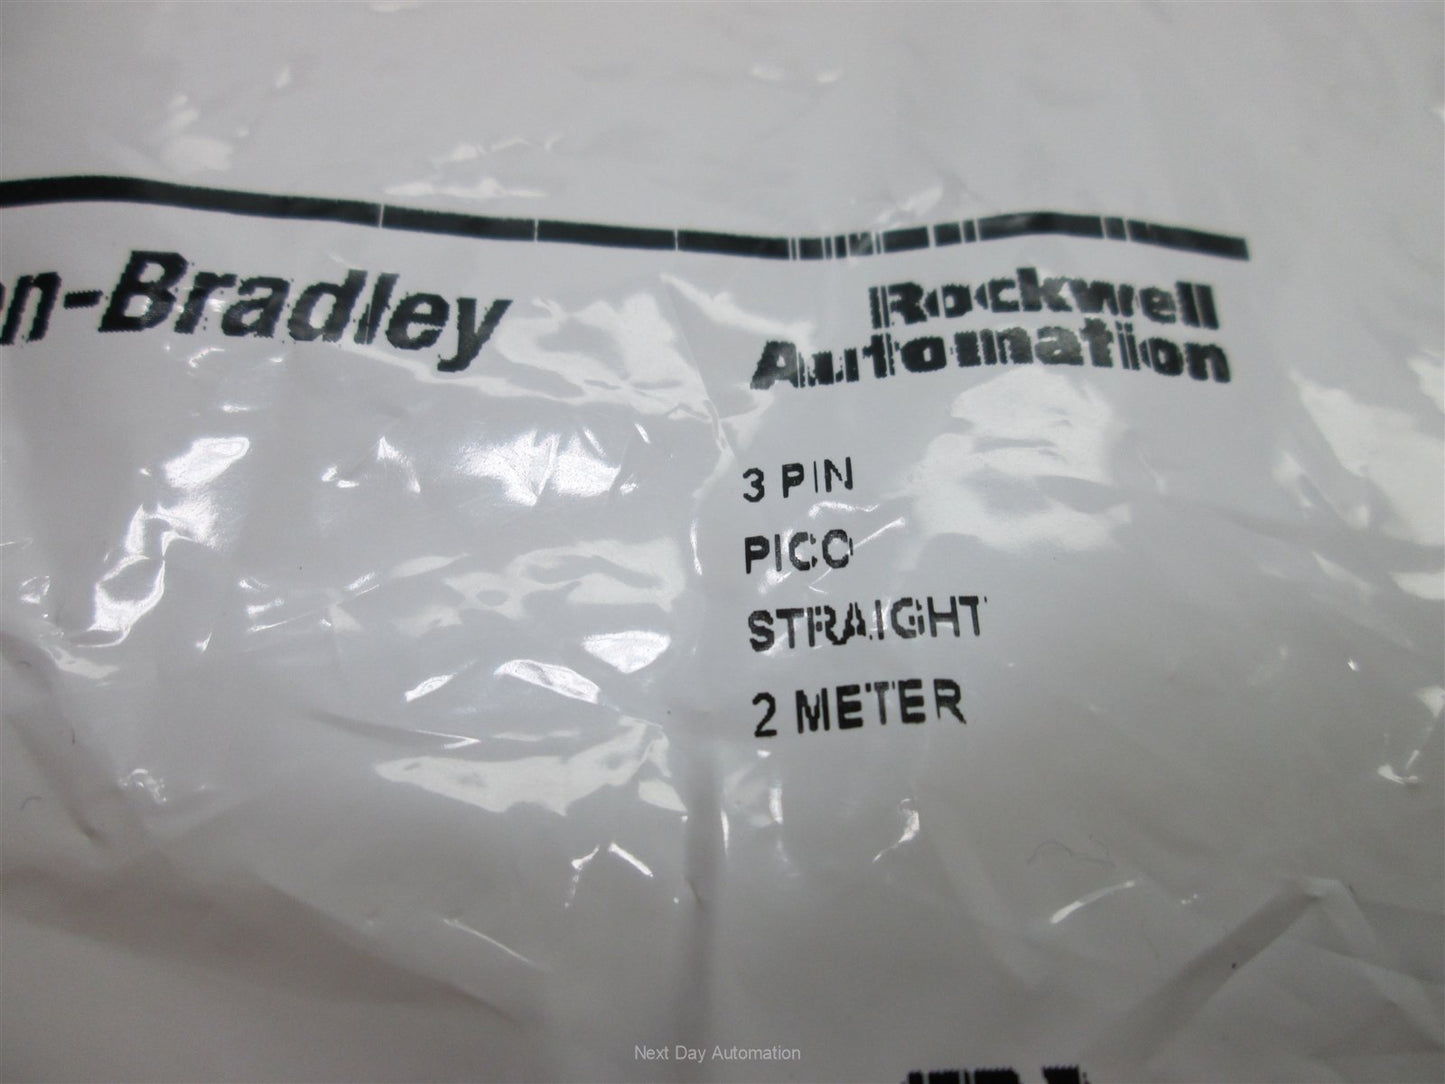 n-Bradley
Rockwell
Automation
3 PIN
PICO
STRAIGHT
2 METER
Next Day Automation